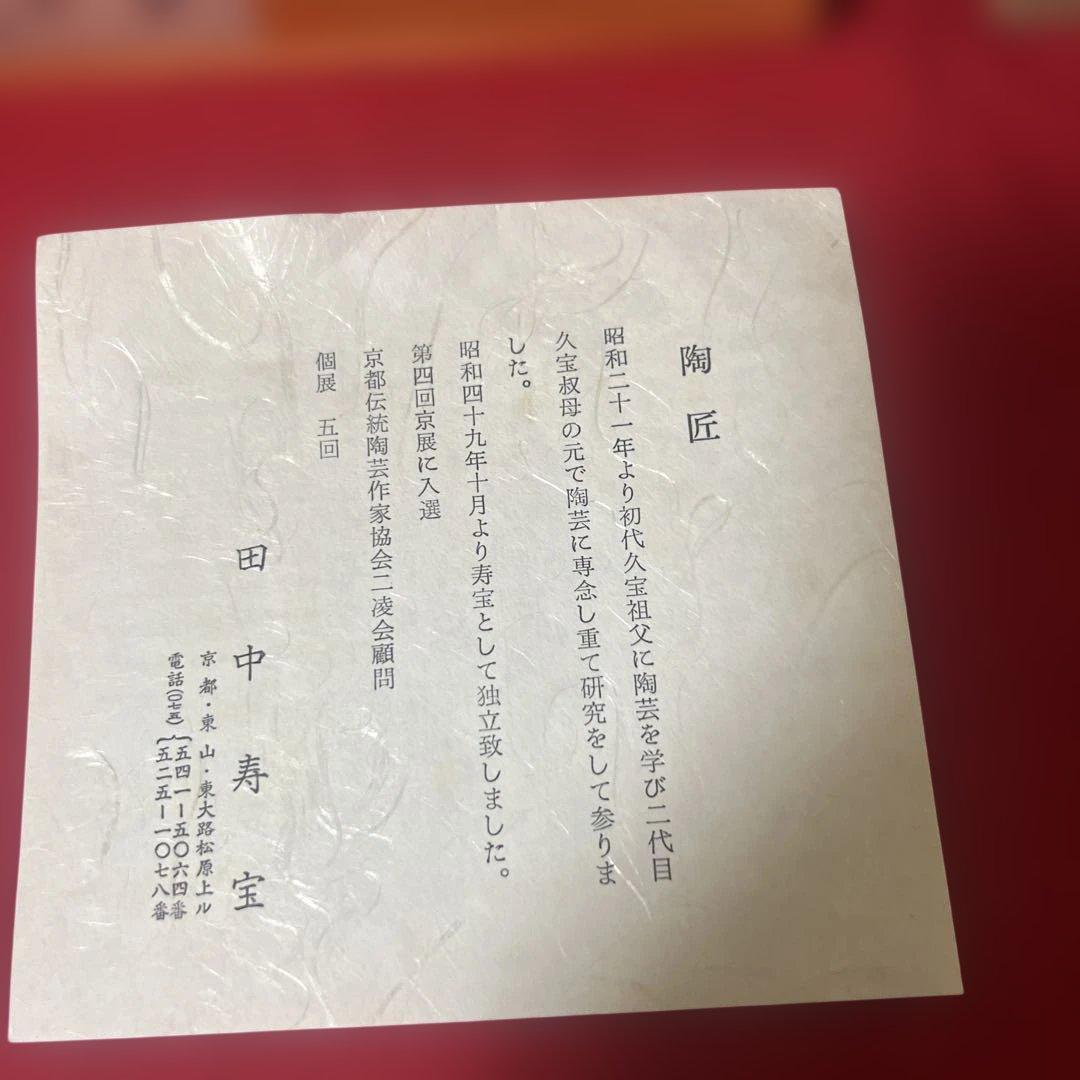 陶匠
昭和二十一年より初代久宝祖父に陶芸を学び二代目
久宝叔母の元で陶芸に専念し重て研究をして参りま
した。
昭和四十九年十月より寿宝として独立致しました。
第四回京展に入選
京都伝統陶芸作家協会二凌会顧問
個展 五回
田中寿宝
京都・東山・東大路松原上ル
電話(〇七五){五四一―五〇六四番
五二五―一〇七八番